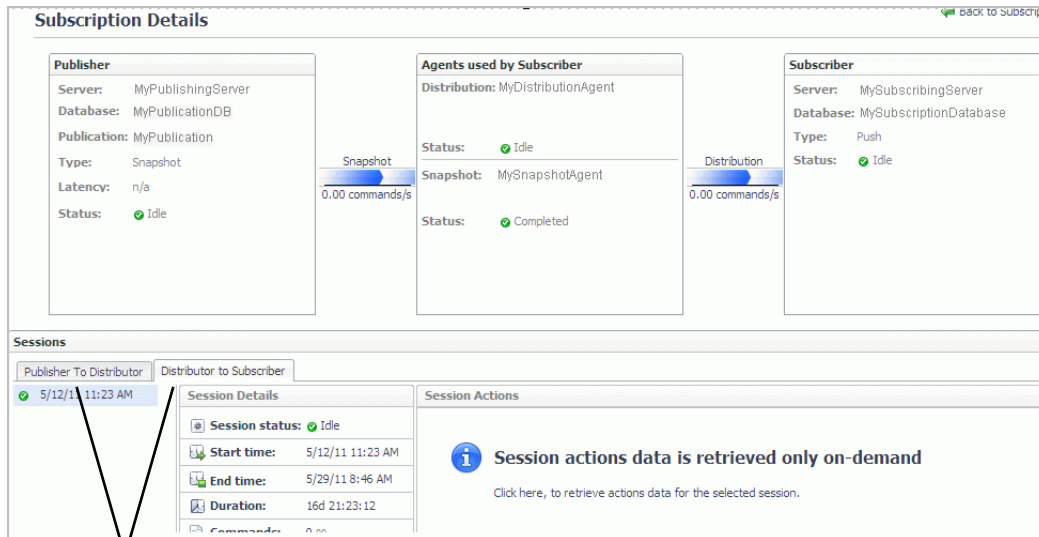 Back to Subscrip
Subscription Details
Publisher
Server: MyPublishingServer
Database: MyPublicationDB
Publication: MyPublication
Type: Snapshot
Latency: n/a
Status: Idle
Snapshot
0.00 commands/s
Agents used by Subscriber
Distribution: MyDistributionAgent
Status: Idle
Snapshot: MySnapshotAgent
Status: Completed
Distribution
0.00 commands/s
Subscriber
Server: MySubscribingServer
Database: MySubscriptionDatabase
Type: Push
Status: Idle
Sessions
Publisher To Distributor
Distributor to Subscriber
5/12/11 11:23 AM
Session Details
Session status: Idle
Start time: 5/12/11 11:23 AM
End time: 5/29/11 8:46 AM
Duration: 16d 21:23:12
Commands: 0.00
Session Actions
Session actions data is retrieved only on-demand
Click here, to retrieve actions data for the selected session.